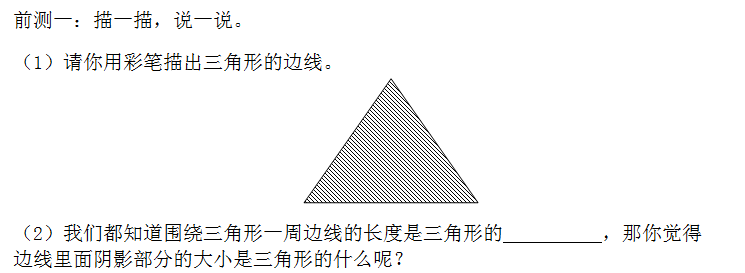 前测一：描一描，说一说。
（1）请你用彩笔描出三角形的边线。
（2）我们都知道围绕三角形一周边线的长度是三角形的__________，那你觉得
边线里面阴影部分的大小是三角形的什么呢？